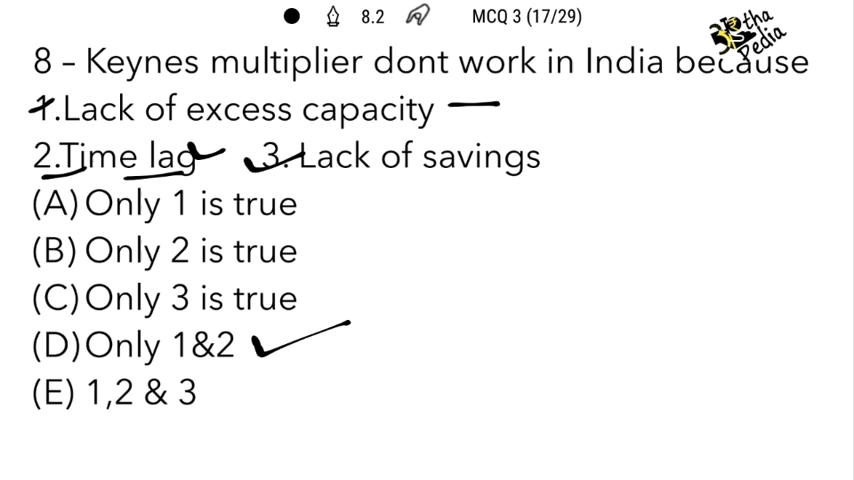 8.2 MCQ 3 (17/29)
Artha
Pedia
8 – Keynes multiplier dont work in India because
1.Lack of excess capacity
2.Time lag 3. Lack of savings
(A) Only 1 is true
(B) Only 2 is true
(C) Only 3 is true
(D) Only 1&2
(E) 1,2 & 3